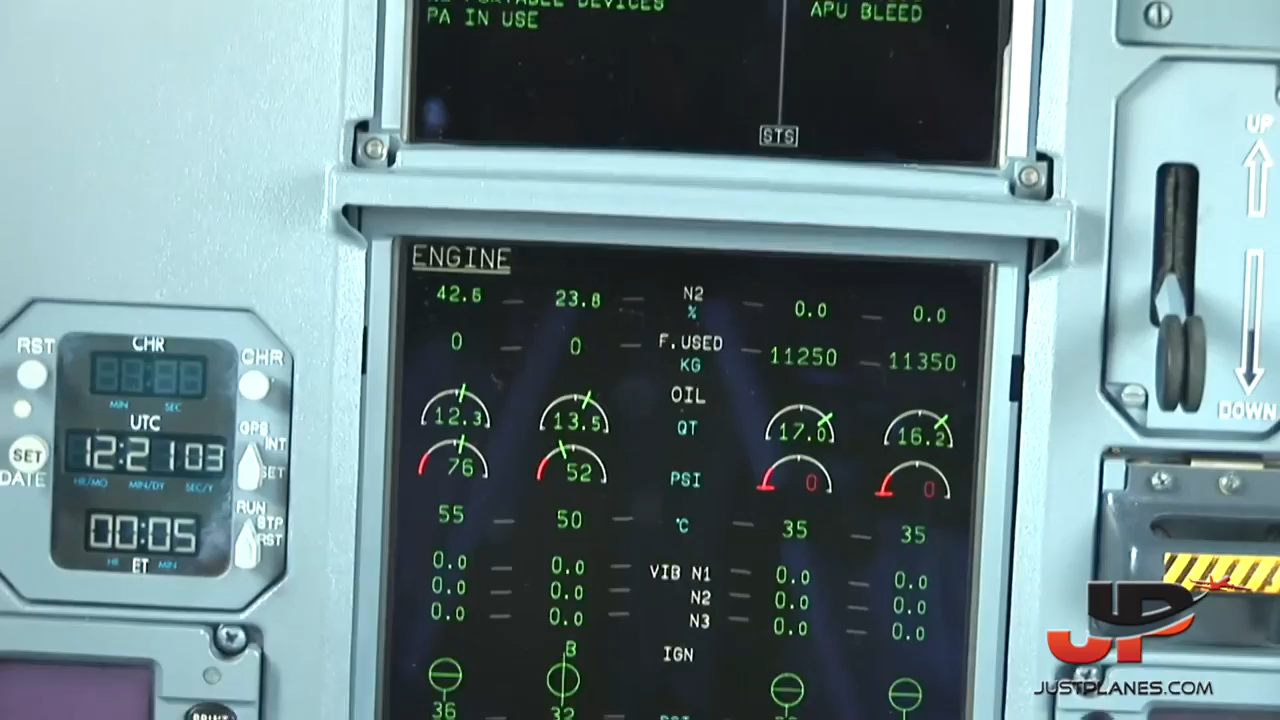 PORTABLE DEVICES
PA IN USE
APU BLEED
STS
UP
DOWN
ENGINE
42.6 23.8 N2 0.0 0.0
%
0 0 F.USED 11250 11350
KG
OIL
12.3 13.5 QT 17.0 16.2
76 52 PSI 0 0
55 50 °C 35 35
0.0 0.0 VIB N1 0.0 0.0
0.0 0.0 N2 0.0 0.0
0.0 0.0 N3 0.0 0.0
B
IGN
36 32 PSI
RST
CHR
CHR
MIN SEC
UTC
GPS
INT
SET
SET
DATE
12:21 03
HR/MO MIN/DY SEC/Y
RUN
STP
RST
00:05
HR ET MIN
JP
JUSTPLANES.COM